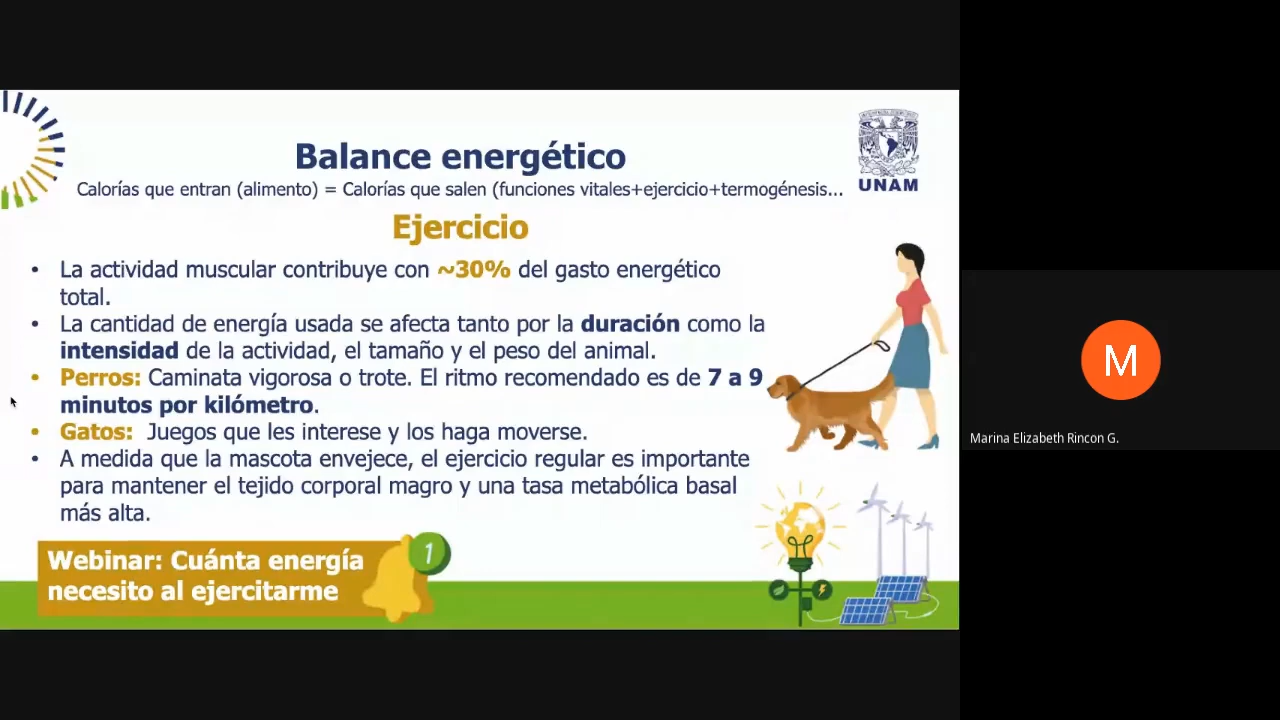 Balance energético
Calorías que entran (alimento) = Calorías que salen (funciones vitales+ejercicio+termogénesis...
UNAM
Ejercicio
• La actividad muscular contribuye con ~30% del gasto energético
total.
• La cantidad de energía usada se afecta tanto por la duración como la
intensidad de la actividad, el tamaño y el peso del animal.
• Perros: Caminata vigorosa o trote. El ritmo recomendado es de 7 a 9
minutos por kilómetro.
• Gatos: Juegos que les interese y los haga moverse.
• A medida que la mascota envejece, el ejercicio regular es importante
para mantener el tejido corporal magro y una tasa metabólica basal
más alta.
Webinar: Cuánta energía
necesito al ejercitarme
1
M
Marina Elizabeth Rincon G.